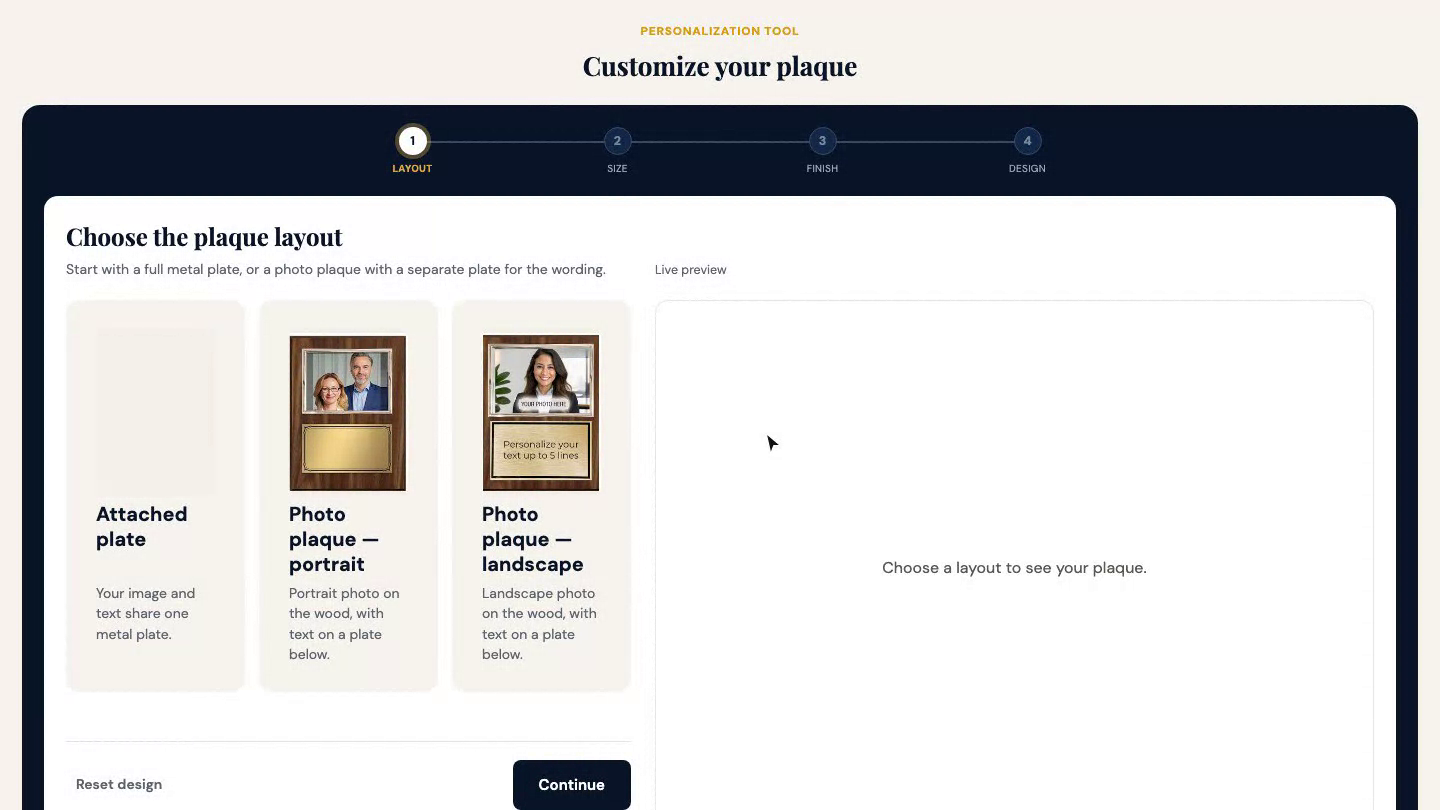 PERSONALIZATION TOOL
Customize your plaque
1
2
3
4
LAYOUT
SIZE
FINISH
DESIGN
Choose the plaque layout
Start with a full metal plate, or a photo plaque with a separate plate for the wording.
Live preview
Attached
plate
Your image and
text share one
metal plate.
Photo
plaque —
portrait
Portrait photo on
the wood, with
text on a plate
below.
YOUR PHOTO HERE
Personalize your
text up to 5 lines
Photo
plaque —
landscape
Landscape photo
on the wood, with
text on a plate
below.
Choose a layout to see your plaque.
Reset design
Continue